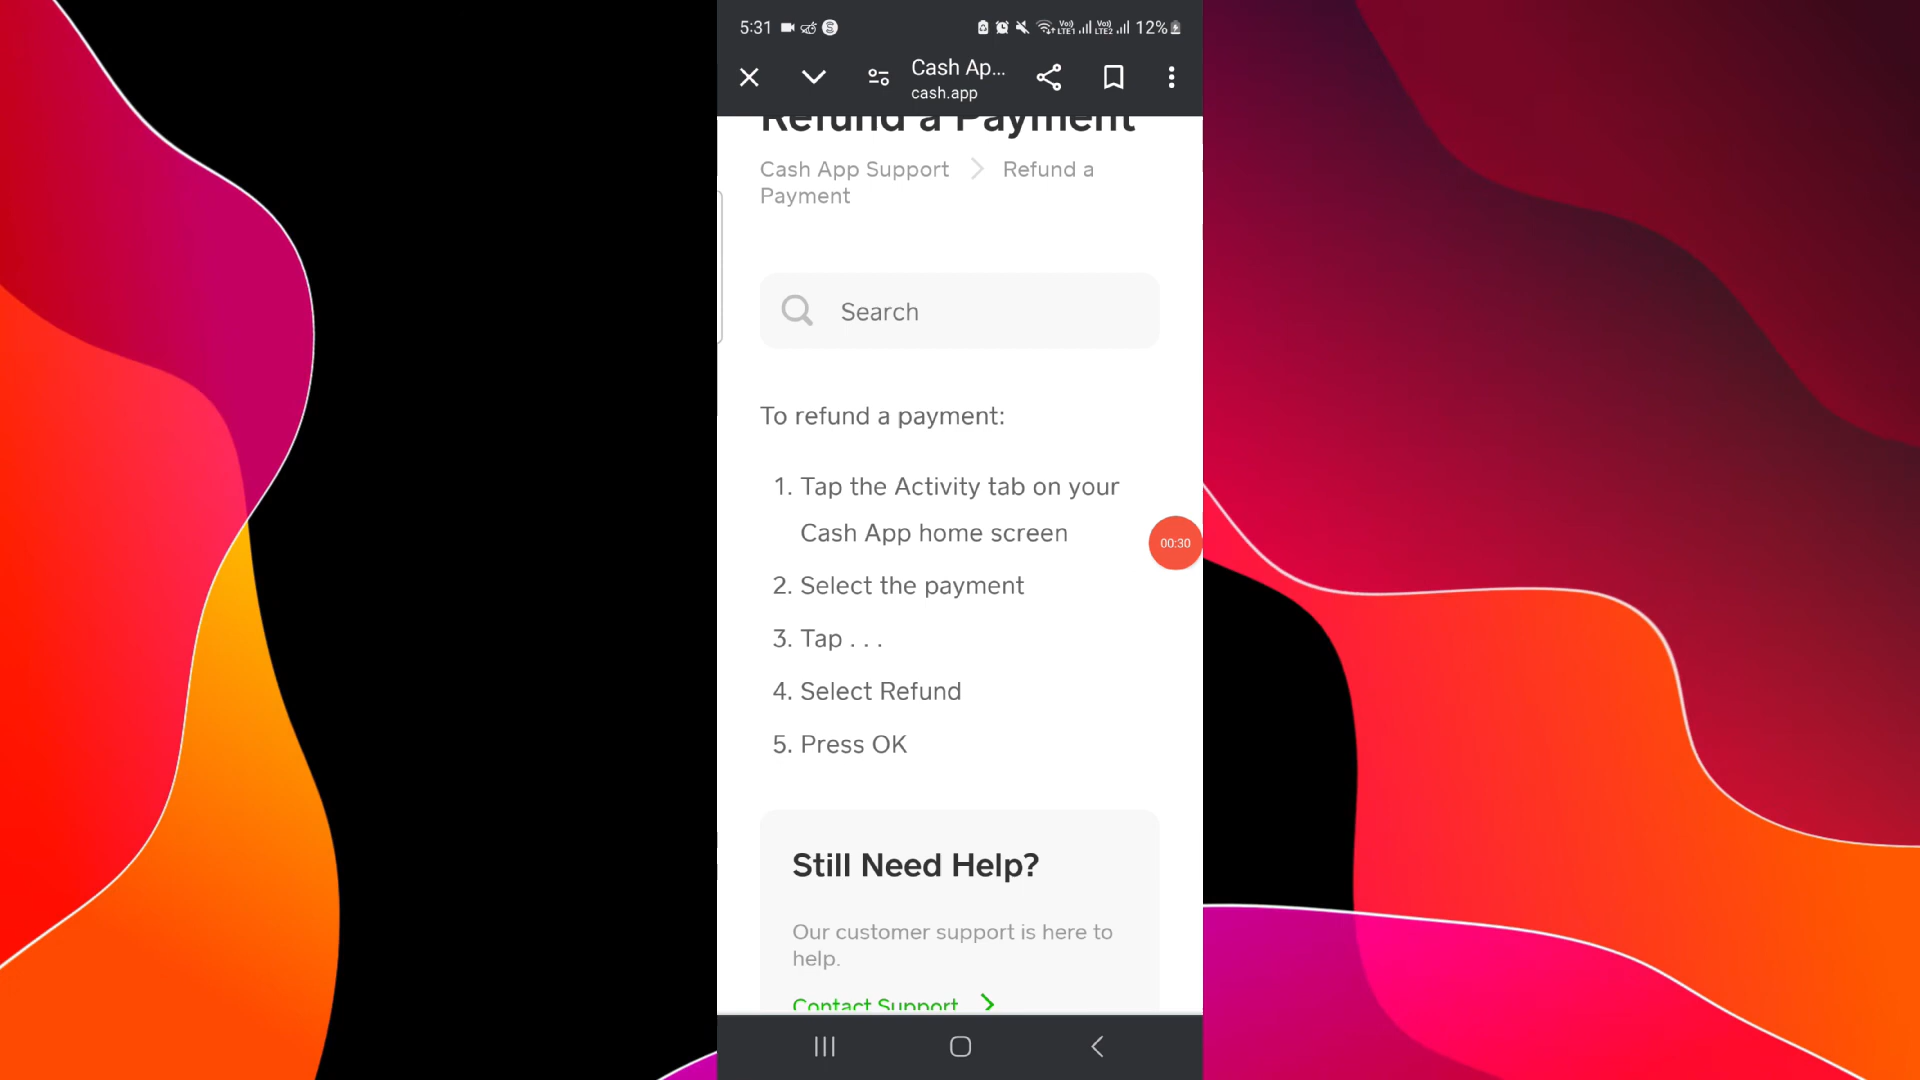 5:31
LTE1 LTE2 12%
Cash Ap...
cash.app
Refund a Payment
Cash App Support > Refund a
Payment
Search
To refund a payment:
1. Tap the Activity tab on your
Cash App home screen
00:30
2. Select the payment
3. Tap . . .
4. Select Refund
5. Press OK
Still Need Help?
Our customer support is here to
help.
Contact Support